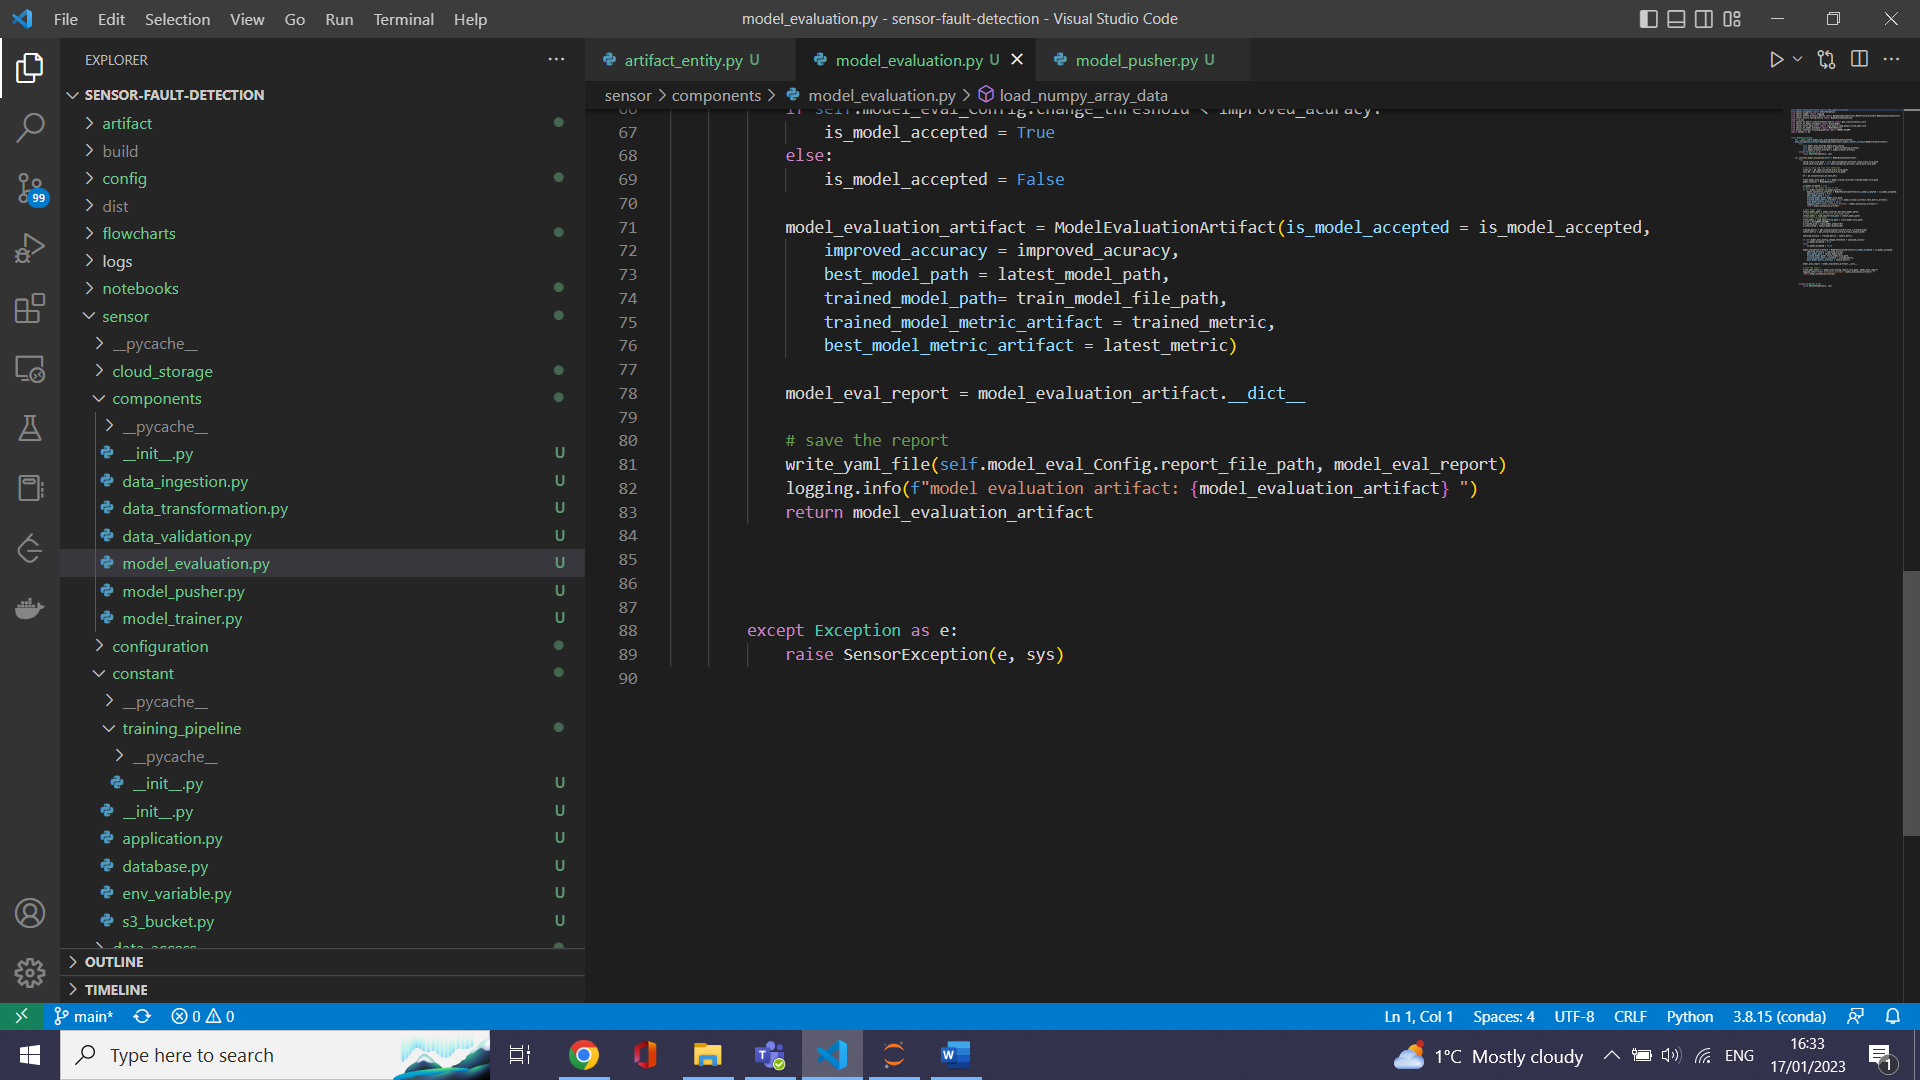 File Edit Selection View Go Run Terminal Help
model_evaluation.py - sensor-fault-detection - Visual Studio Code
EXPLORER
SENSOR-FAULT-DETECTION
artifact
build
config
dist
flowcharts
logs
notebooks
sensor
__pycache__
cloud_storage
components
__pycache__
__init__.py U
data_ingestion.py U
data_transformation.py U
data_validation.py U
model_evaluation.py U
model_pusher.py U
model_trainer.py U
configuration
constant
__pycache__
training_pipeline
__pycache__
__init__.py U
__init__.py U
application.py U
database.py U
env_variable.py U
s3_bucket.py U
data_access
OUTLINE
TIMELINE
99
artifact_entity.py U
model_evaluation.py U
model_pusher.py U
sensor > components > model_evaluation.py > load_numpy_array_data
66 if self.model_eval_Config.change_threshold < improved_acuracy:
67 is_model_accepted = True
68 else:
69 is_model_accepted = False
70
71 model_evaluation_artifact = ModelEvaluationArtifact(is_model_accepted = is_model_accepted,
72 improved_accuracy = improved_acuracy,
73 best_model_path = latest_model_path,
74 trained_model_path= train_model_file_path,
75 trained_model_metric_artifact = trained_metric,
76 best_model_metric_artifact = latest_metric)
77
78 model_eval_report = model_evaluation_artifact.__dict__
79
80 # save the report
81 write_yaml_file(self.model_eval_Config.report_file_path, model_eval_report)
82 logging.info(f"model evaluation artifact: {model_evaluation_artifact} ")
83 return model_evaluation_artifact
84
85
86
87
88 except Exception as e:
89 raise SensorException(e, sys)
90
main* 0 0
Ln 1, Col 1 Spaces: 4 UTF-8 CRLF Python 3.8.15 (conda)
Type here to search
1°C Mostly cloudy
ENG
16:33
17/01/2023
1